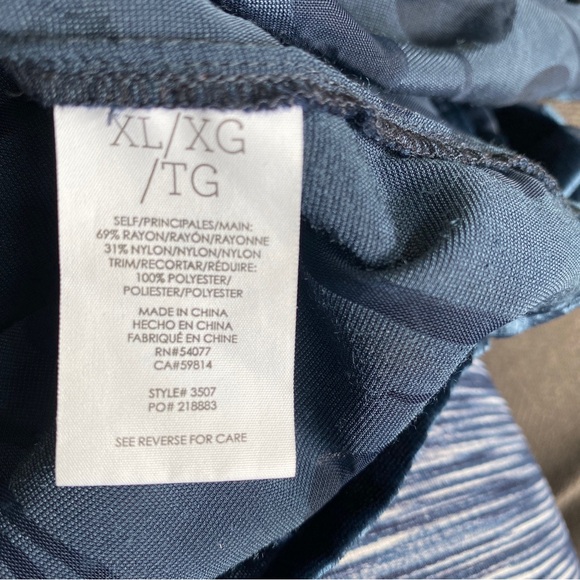 XL/XG
/TG
SELF/PRINCIPALES/MAIN:
69% RAYON/RAYÓN/RAYONNE
31% NYLON/NYLON/NYLON
TRIM/RECORTAR/RÉDUIRE:
100% POLYESTER/
POLIESTER/POLYESTER
MADE IN CHINA
HECHO EN CHINA
FABRIQUÉ EN CHINE
RN#54077
CA#59814
STYLE# 3507
PO# 218883
SEE REVERSE FOR CARE